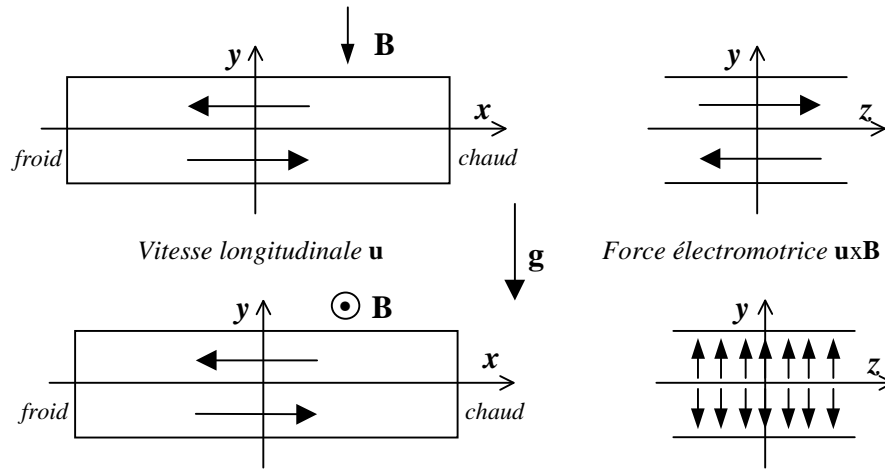 B
y
y
x
z
froid
chaud
Vitesse longitudinale u
g
Force électromotrice uxB
y
B
y
x
z
froid
chaud